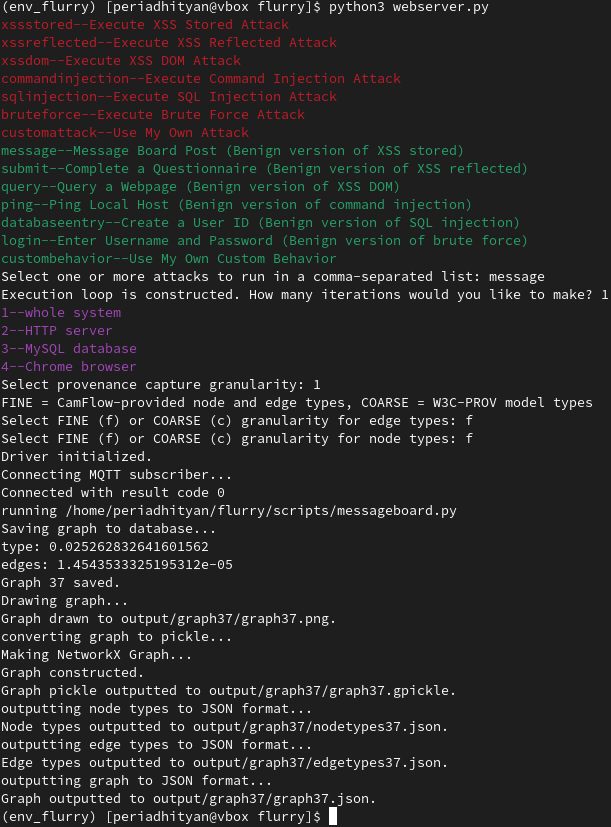 (env_flurry) [periadhityan@vbox flurry]$ python3 webserver.py
xssstored--Execute XSS Stored Attack
xssreflected--Execute XSS Reflected Attack
xssdom--Execute XSS DOM Attack
commandinjection--Execute Command Injection Attack
sqlinjection--Execute SQL Injection Attack
bruteforce--Execute Brute Force Attack
customattack--Use My Own Attack
message--Message Board Post (Benign version of XSS stored)
submit--Complete a Questionnaire (Benign version of XSS reflected)
query--Query a Webpage (Benign version of XSS DOM)
ping--Ping Local Host (Benign version of command injection)
databaseentry--Create a User ID (Benign version of SQL injection)
login--Enter Username and Password (Benign version of brute force)
custombehavior--Use My Own Custom Behavior
Select one or more attacks to run in a comma-separated list: message
Execution loop is constructed. How many iterations would you like to make? 1
1--whole system
2--HTTP server
3--MySQL database
4--Chrome browser
Select provenance capture granularity: 1
FINE = CamFlow-provided node and edge types, COARSE = W3C-PROV model types
Select FINE (f) or COARSE (c) granularity for edge types: f
Select FINE (f) or COARSE (c) granularity for node types: f
Driver initialized.
Connecting MQTT subscriber...
Connected with result code 0
running /home/periadhityan/flurry/scripts/messageboard.py
Saving graph to database...
type: 0.025262832641601562
edges: 1.4543533325195312e-05
Graph 37 saved.
Drawing graph...
Graph drawn to output/graph37/graph37.png.
converting graph to pickle...
Making NetworkX Graph...
Graph constructed.
Graph pickle outputted to output/graph37/graph37.gpickle.
outputting node types to JSON format...
Node types outputted to output/graph37/nodetypes37.json.
outputting edge types to JSON format...
Edge types outputted to output/graph37/edgetypes37.json.
outputting graph to JSON format...
Graph outputted to output/graph37/graph37.json.
(env_flurry) [periadhityan@vbox flurry]$